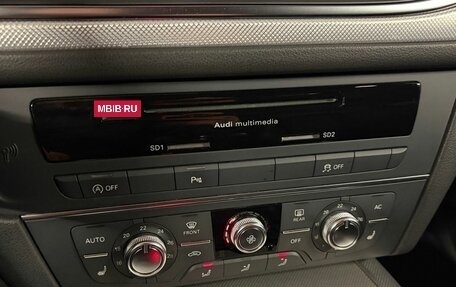 MBIB.RU
Audi multimedia
SD1 SD2
OFF P OFF
AUTO FRONT REAR AC
OFF